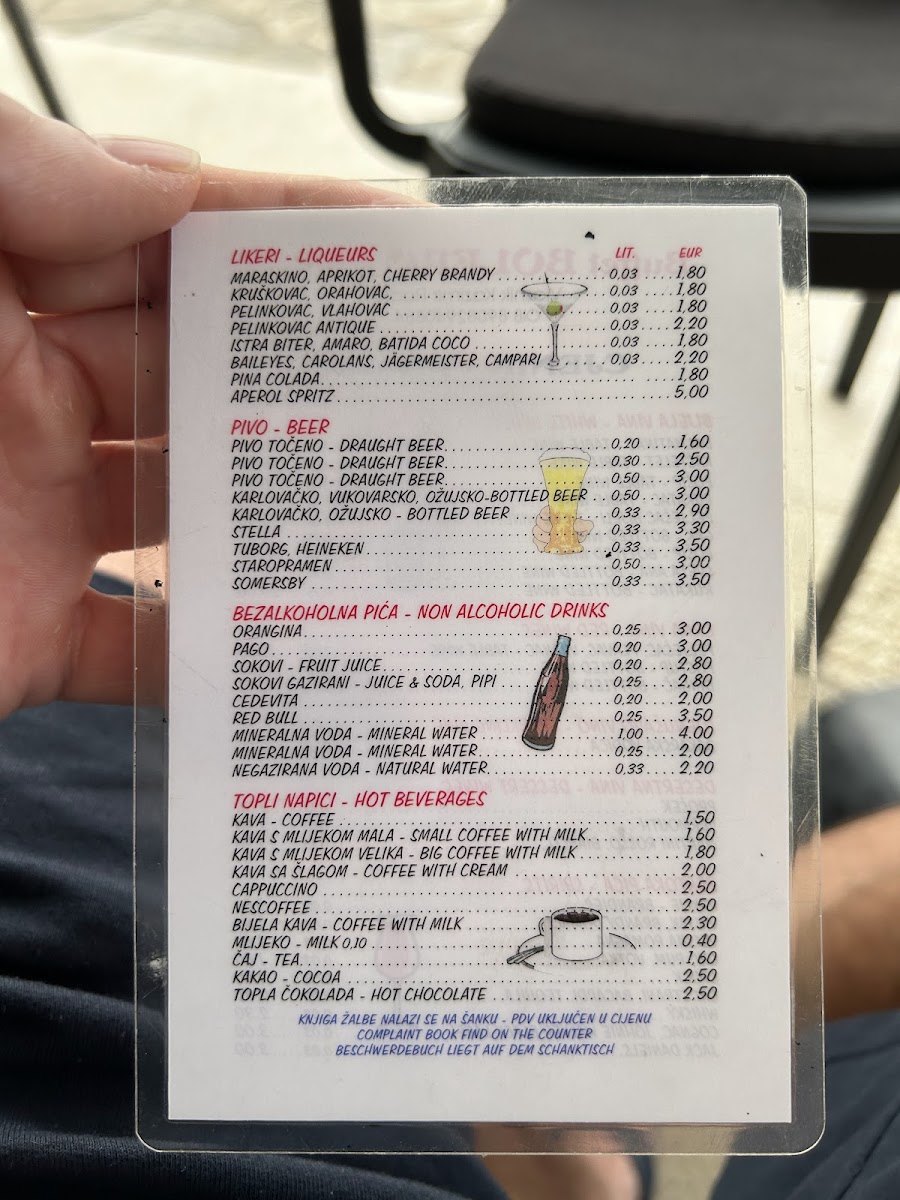 LIKERI - LIQUEURS LIT. EUR
MARASKINO, APRIKOT, CHERRY BRANDY 0,03 1,80
KRUŠKOVAC, ORAHOVAC, 0,03 1,80
PELINKOVAC, VLAHOVAC 0,03 1,80
PELINKOVAC ANTIQUE 0,03 2,20
ISTRA BITER, AMARO, BATIDA COCO 0,03 1,80
BAILEYES, CAROLANS, JÄGERMEISTER, CAMPARI 0,03 2,20
PINA COLADA 1,80
APEROL SPRITZ 5,00
PIVO - BEER
PIVO TOČENO - DRAUGHT BEER 0,20 1,60
PIVO TOČENO - DRAUGHT BEER 0,30 2,50
PIVO TOČENO - DRAUGHT BEER 0,50 3,00
KARLOVAČKO, VUKOVARSKO, OŽUJSKO-BOTTLED BEER 0,50 3,00
KARLOVAČKO, OŽUJSKO - BOTTLED BEER 0,33 2,90
STELLA 0,33 3,30
TUBORG, HEINEKEN 0,33 3,50
STAROPRAMEN 0,50 3,00
SOMERSBY 0,33 3,50
BEZALKOHOLNA PIĆA - NON ALCOHOLIC DRINKS
ORANGINA 0,25 3,00
PAGO 0,20 3,00
SOKOVI - FRUIT JUICE 0,20 2,80
SOKOVI GAZIRANI - JUICE & SODA, PIPI 0,25 2,80
CEDEVITA 0,20 2,00
RED BULL 0,25 3,50
MINERALNA VODA - MINERAL WATER 1,00 4,00
MINERALNA VODA - MINERAL WATER 0,25 2,00
NEGAZIRANA VODA - NATURAL WATER 0,33 2,20
TOPLI NAPICI - HOT BEVERAGES
KAVA - COFFEE 1,50
KAVA S MLIJEKOM MALA - SMALL COFFEE WITH MILK 1,60
KAVA S MLIJEKOM VELIKA - BIG COFFEE WITH MILK 1,80
KAVA SA ŠLAGOM - COFFEE WITH CREAM 2,00
CAPPUCCINO 2,50
NESCOFFEE 2,50
BIJELA KAVA - COFFEE WITH MILK 2,30
MLIJEKO - MILK 0,10 0,40
ČAJ - TEA 1,60
KAKAO - COCOA 2,50
TOPLA ČOKOLADA - HOT CHOCOLATE 2,50
KNJIGA ŽALBE NALAZI SE NA ŠANKU - PDV UKLJUČEN U CIJENU
COMPLAINT BOOK FIND ON THE COUNTER
BESCHWERDEBUCH LIEGT AUF DEM SCHANKTISCH